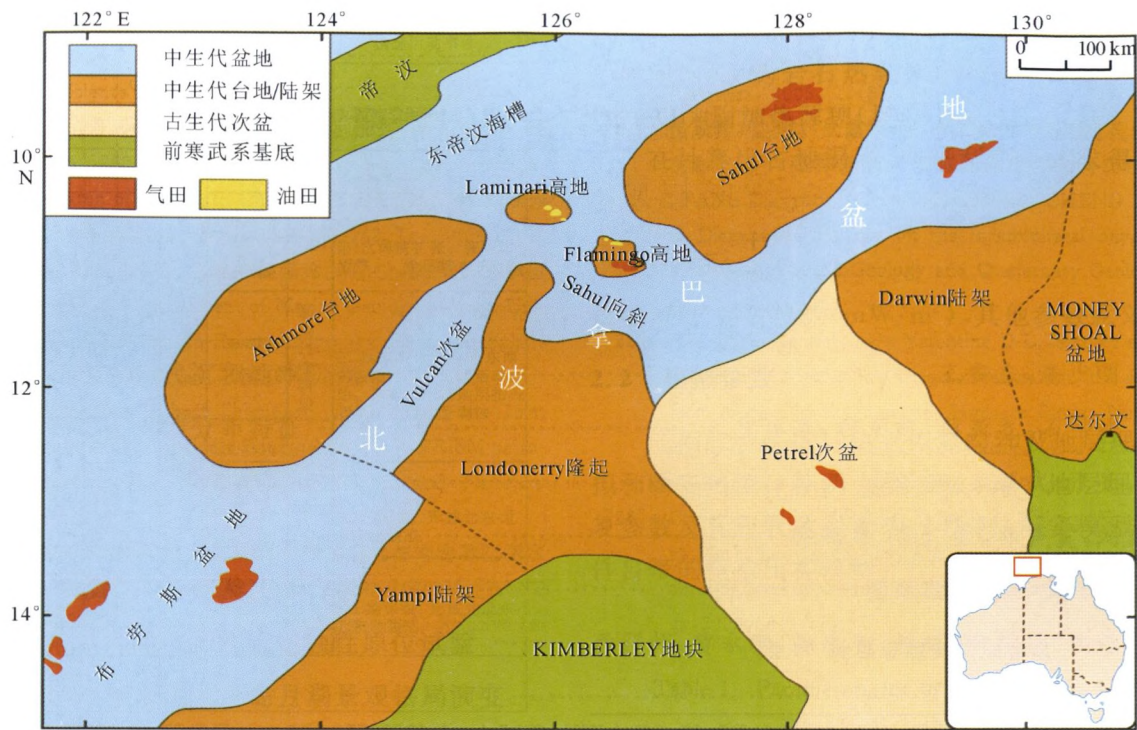 122°E
124°
126°
128°
130°
0 100 km
中生代盆地
中生代台地/陆架
古生代次盆
前寒武系基底
气田
油田
10°
N
12°
14°
帝汶
东帝汶海槽
Laminari高地
Sahul台地
Flamingo高地
Sahul向斜
Ashmore台地
Vulcan次盆
北波拿巴盆地
Darwin陆架
MONEY
SHOAL
盆地
达尔文
Londonerry隆起
Petrel次盆
布劳斯盆地
Yampi陆架
KIMBERLEY地块